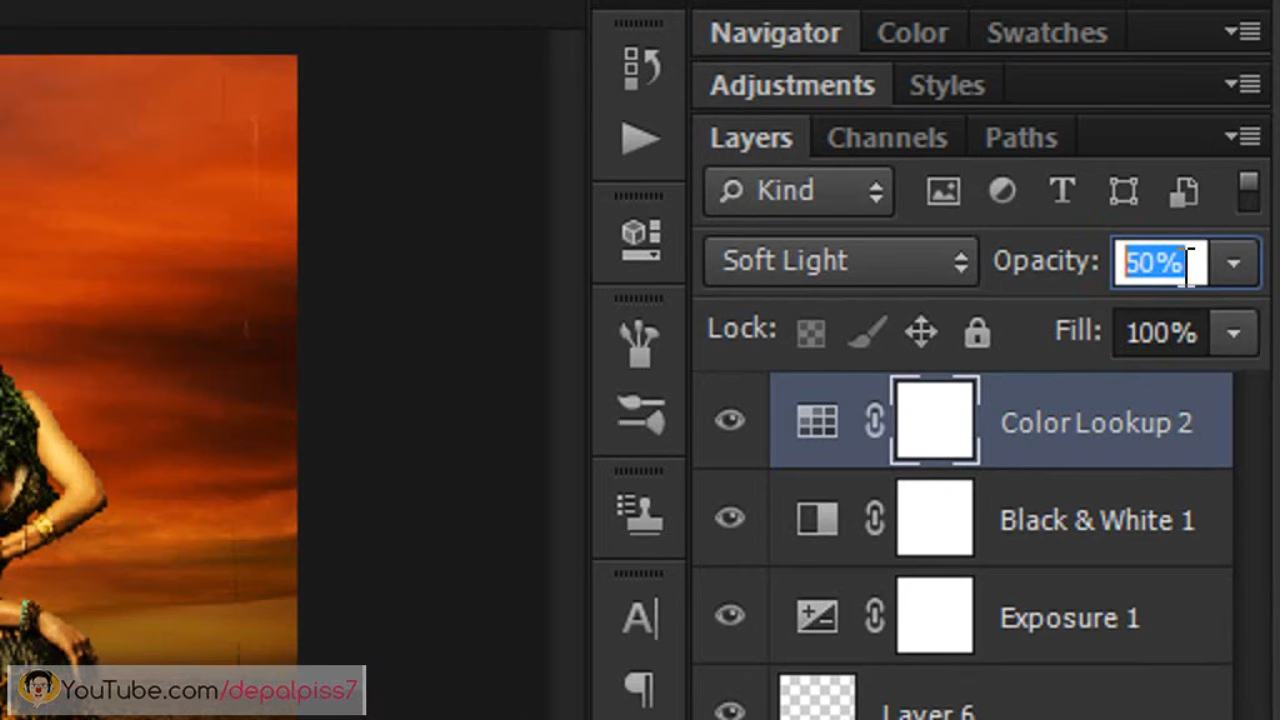 Navigator Color Swatches
Adjustments Styles
Layers Channels Paths
Kind T
Soft Light Opacity: 50%
Lock: Fill: 100%
Color Lookup 2
Black & White 1
Exposure 1
A|
Layer 6
YouTube.com/depalpiss7